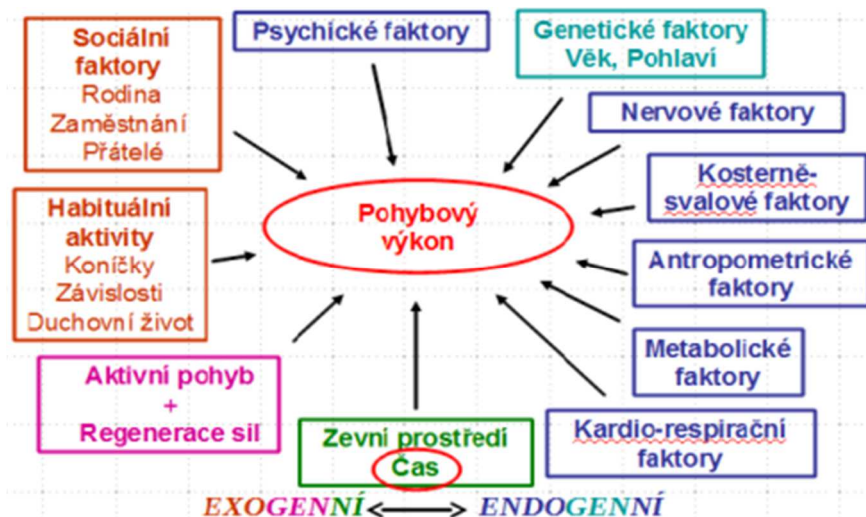 Sociální
faktory
Rodina
Zaměstnání
Přátelé
Psychické faktory
Genetické faktory
Věk, Pohlaví
Nervové faktory
Kosterně-
svalové faktory
Pohybový
výkon
Habituální
aktivity
Koníčky
Závislosti
Duchovní život
Antropometrické
faktory
Metabolické
faktory
Aktivní pohyb
+
Regenerace sil
Zevní prostředí
Čas
Kardio-respirační
faktory
EXOGENNÍ
ENDOGENNÍ